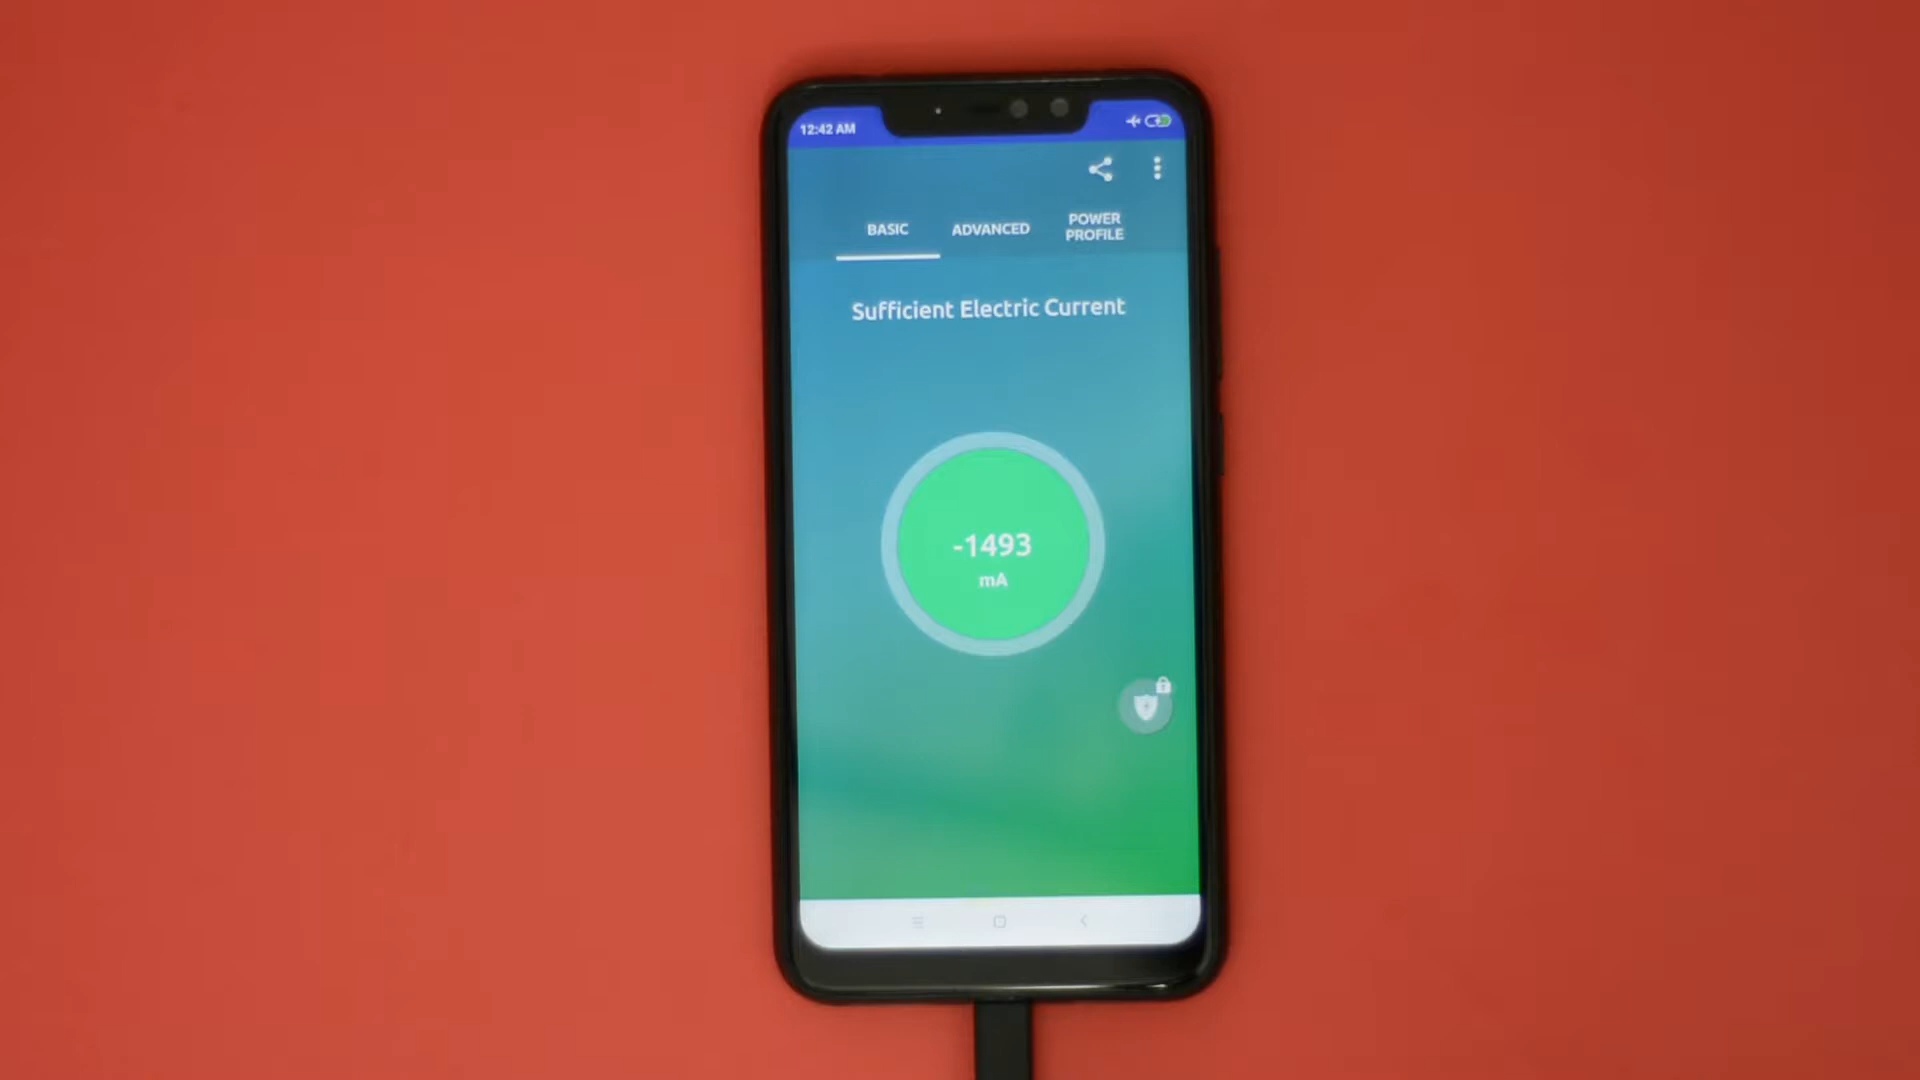 12:42 AM
BASIC
ADVANCED
POWER
PROFILE
Sufficient Electric Current
-1493
mA